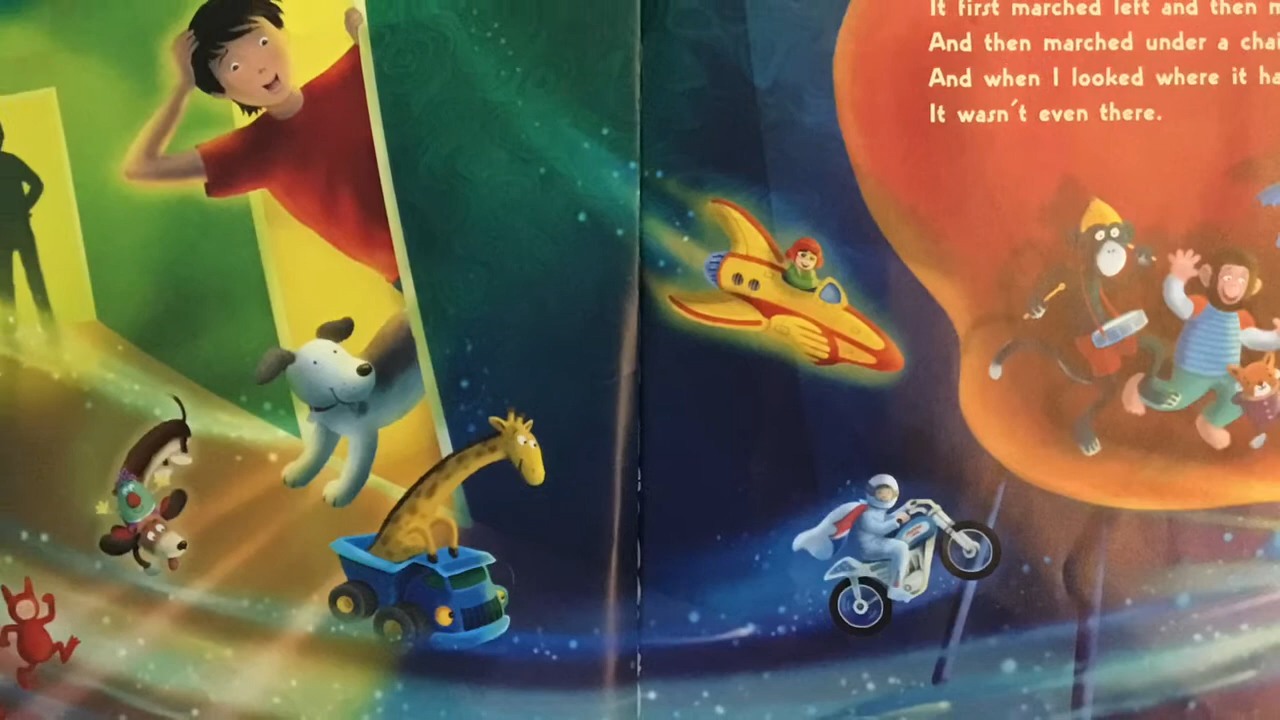 It first marched left and then
And then marched under a
And when I looked where it
It wasn't even there.